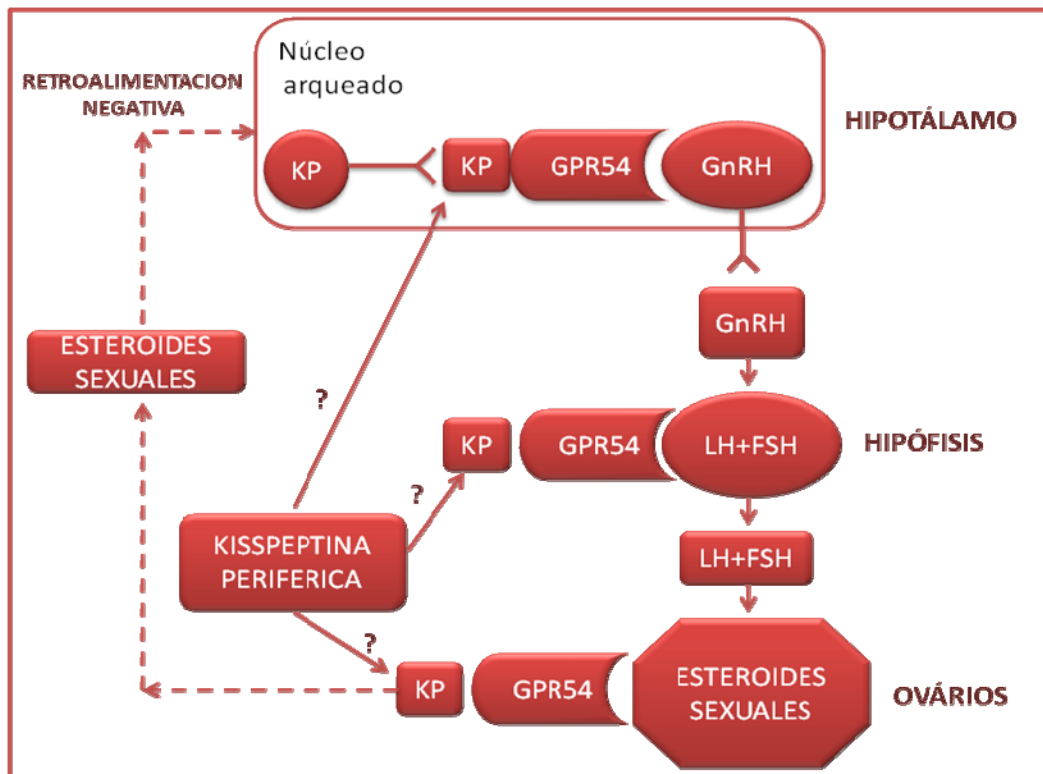 Núcleo
arqueado
RETROALIMENTACION
NEGATIVA
HIPOTÁLAMO
KP
KP
GPR54
GnRH
GnRH
ESTEROIDES
SEXUALES
?
KP
GPR54
LH+FSH
HIPÓFISIS
?
KISSPEPTINA
PERIFERICA
LH+FSH
?
KP
GPR54
ESTEROIDES
SEXUALES
OVÁRIOS